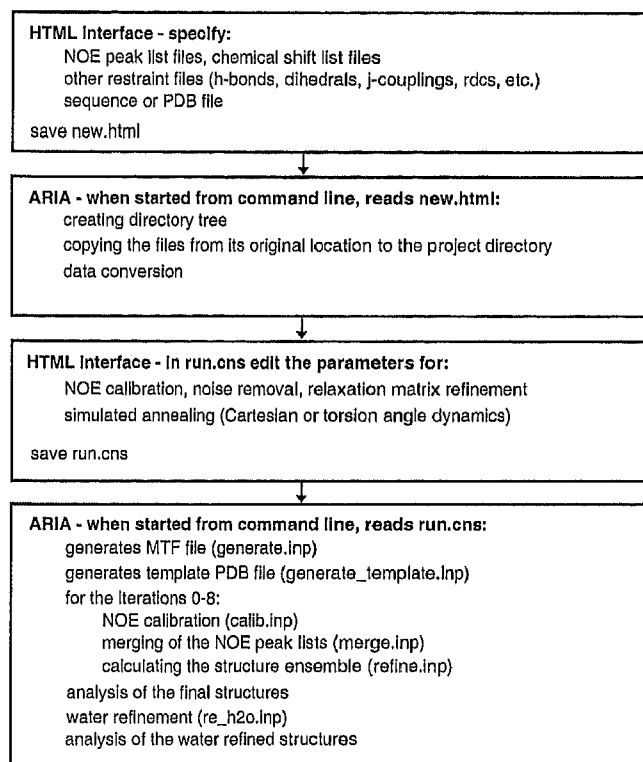 HTML interface - specify:
NOE peak list files, chemical shift list files
other restraint files (h-bonds, dihedrals, j-couplings, rdcs, etc.)
sequence or PDB file
save new.html
ARIA - when started from command line, reads new.html:
creating directory tree
copying the files from its original location to the project directory
data conversion
HTML interface - in run.cns edit the parameters for:
NOE calibration, noise removal, relaxation matrix refinement
simulated annealing (Cartesian or torsion angle dynamics)
save run.cns
ARIA - when started from command line, reads run.cns:
generates MTF file (generate.inp)
generates template PDB file (generate_template.inp)
for the iterations 0-8:
NOE calibration (calib.inp)
merging of the NOE peak lists (merge.inp)
calculating the structure ensemble (refine.inp)
analysis of the final structures
water refinement (re_h2o.inp)
analysis of the water refined structures